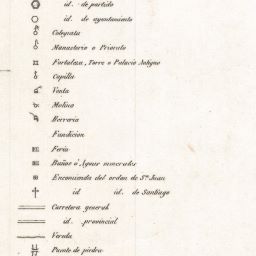 id. de partido
id. de ayuntamiento
Colegiata
Monasterio o Priorato
Fortaleza, Torre o Palacio Antiguo
Capilla
Venta
Molino
Herreria
Fundicion
Feria
Baños ó Aguas minerales
Encomienda del orden de Sn. Juan
id id. de Santiago
Carretera general
id. provincial
Vereda
Puente de piedra